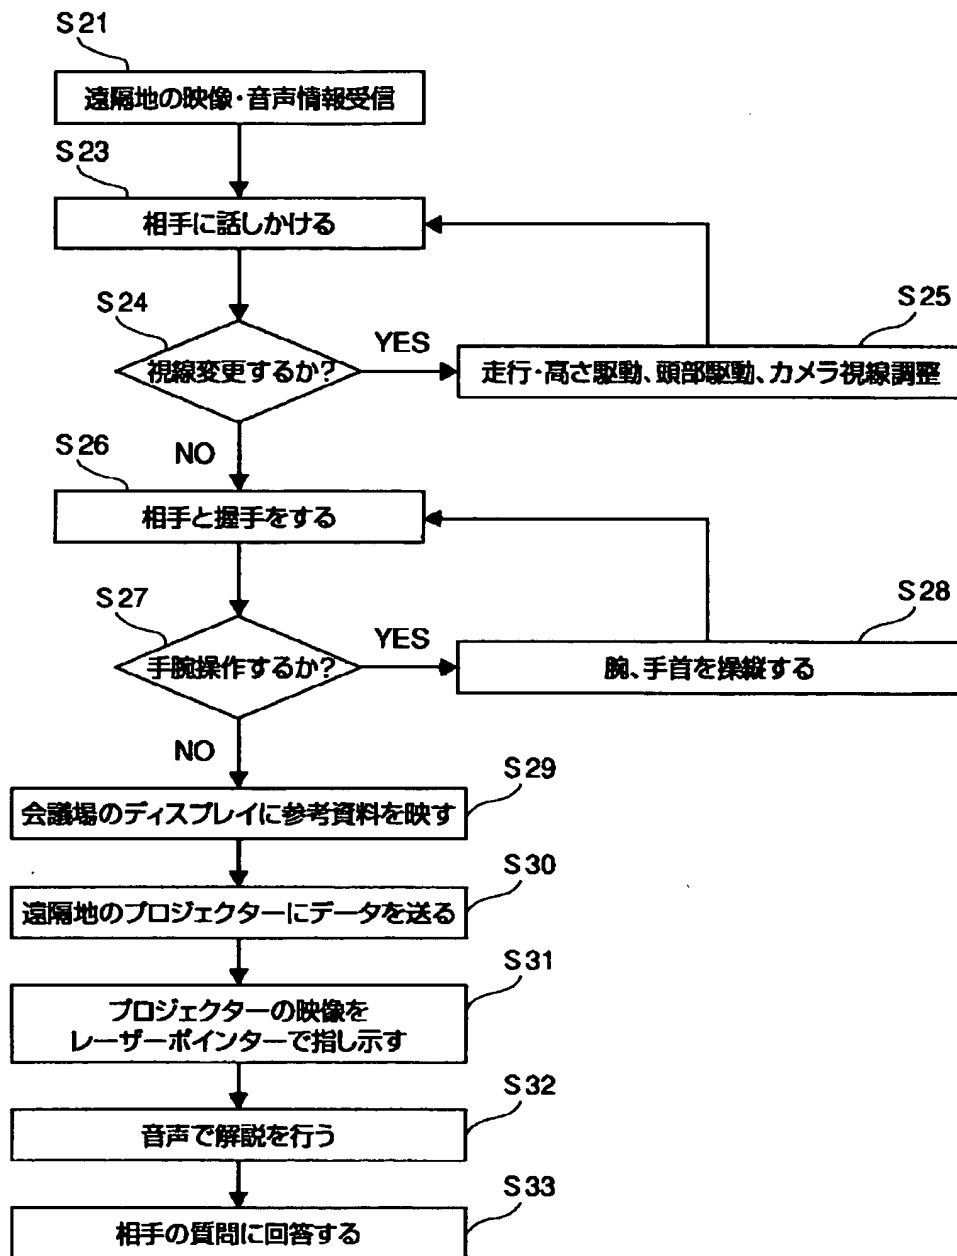 S21
遠隔地の映像・音声情報受信
S23
相手に話しかける
S24
視線変更するか?
YES
S25
走行・高さ駆動、頭部駆動、カメラ視線調整
NO
S26
相手と握手をする
S27
手腕操作するか?
YES
S28
腕、手首を操縦する
NO
S29
会議場のディスプレイに参考資料を映す
S30
遠隔地のプロジェクターにデータを送る
S31
プロジェクターの映像を
レーザーポインターで指し示す
S32
音声で解説を行う
S33
相手の質問に回答する